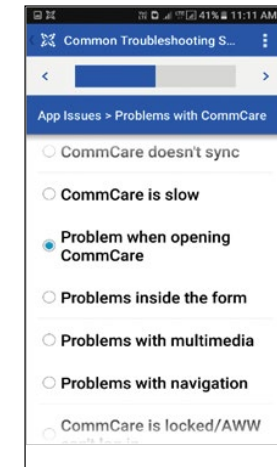 41% 11:11 AM
Common Troubleshooting S...
App Issues > Problems with CommCare
CommCare doesn't sync
CommCare is slow
Problem when opening
CommCare
Problems inside the form
Problems with multimedia
Problems with navigation
CommCare is locked/AWW